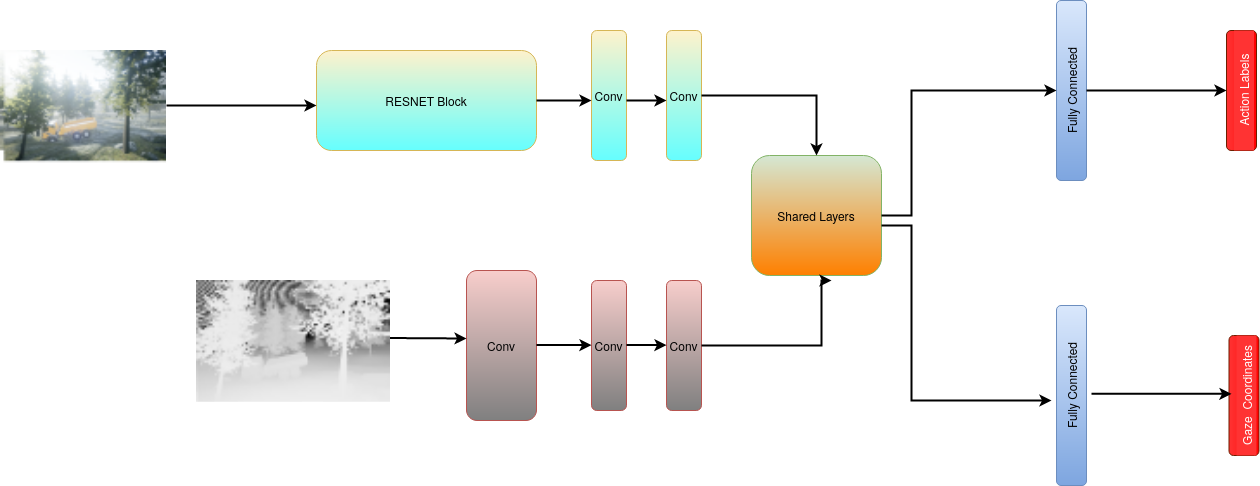 RESNET Block
Conv
Conv
Shared Layers
Fully Connected
Action Labels
Conv
Conv
Conv
Fully Connected
Gaze Coordinates